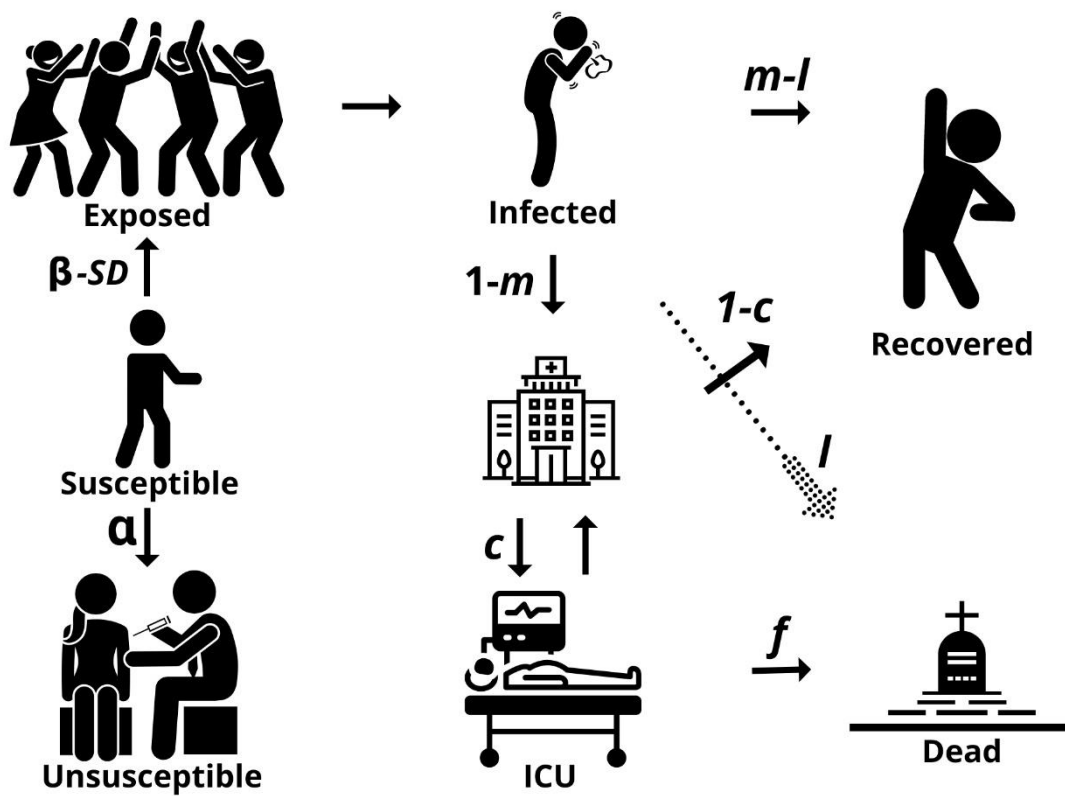 m-l
Exposed
Infected
β-SD
1-m
1-c
Recovered
Susceptible
l
α
c
f
Unsusceptible
ICU
Dead